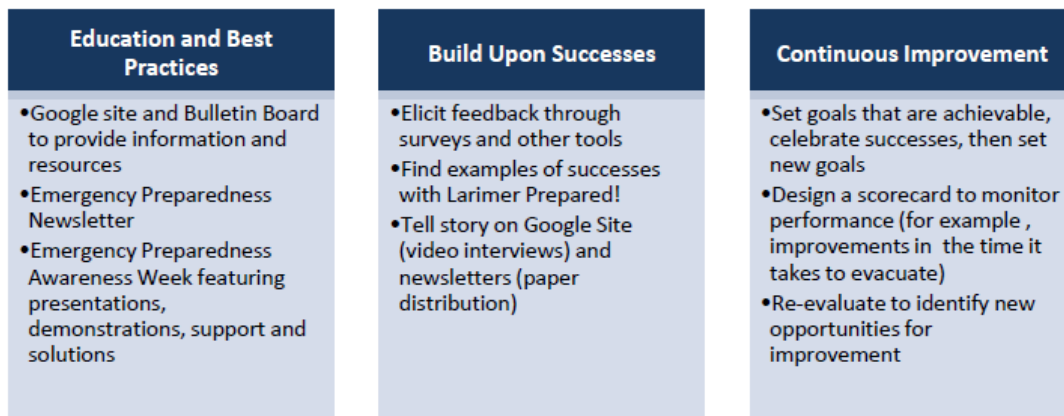 Education and Best
Practices
•Google site and Bulletin Board
to provide information and
resources
•Emergency Preparedness
Newsletter
•Emergency Preparedness
Awareness Week featuring
presentations,
demonstrations, support and
solutions
Build Upon Successes
•Elicit feedback through
surveys and other tools
•Find examples of successes
with Larimer Prepared!
•Tell story on Google Site
(video interviews) and
newsletters (paper
distribution)
Continuous Improvement
•Set goals that are achievable,
celebrate successes, then set
new goals
•Design a scorecard to monitor
performance (for example ,
improvements in  the time it
takes to evacuate)
•Re-evaluate to identify new
opportunities for
improvement